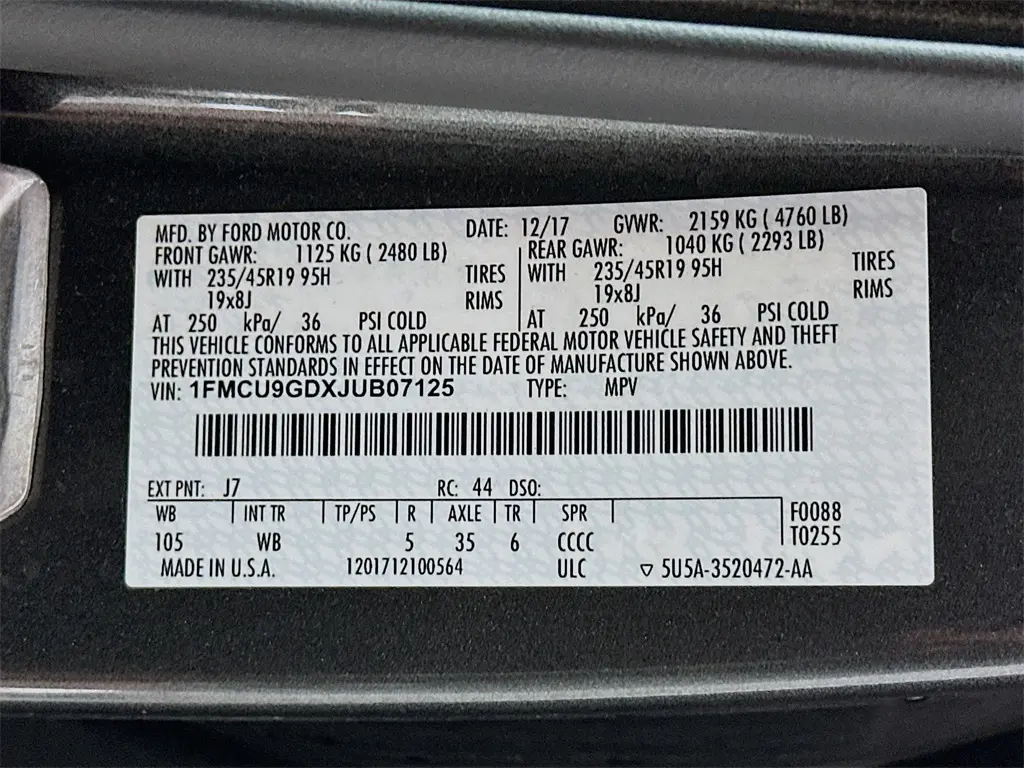 MFD. BY FORD MOTOR CO. DATE: 12/17 GVWR: 2159 KG ( 4760 LB)
FRONT GAWR: 1125 KG ( 2480 LB) REAR GAWR: 1040 KG ( 2293 LB)
WITH 235/45R19 95H TIRES WITH 235/45R19 95H TIRES
19x8J RIMS 19x8J RIMS
AT 250 kPa/ 36 PSI COLD AT 250 kPa/ 36 PSI COLD
THIS VEHICLE CONFORMS TO ALL APPLICABLE FEDERAL MOTOR VEHICLE SAFETY AND THEFT
PREVENTION STANDARDS IN EFFECT ON THE DATE OF MANUFACTURE SHOWN ABOVE.
VIN: 1FMCU9GDXJUB07125 TYPE: MPV
EXT PNT: J7 RC: 44 DSO:
WB INT TR TP/PS R AXLE TR SPR F0088
105 WB 5 35 6 CCCC T0255
MADE IN U.S.A. 1201712100564 ULC ▽ 5U5A-3520472-AA